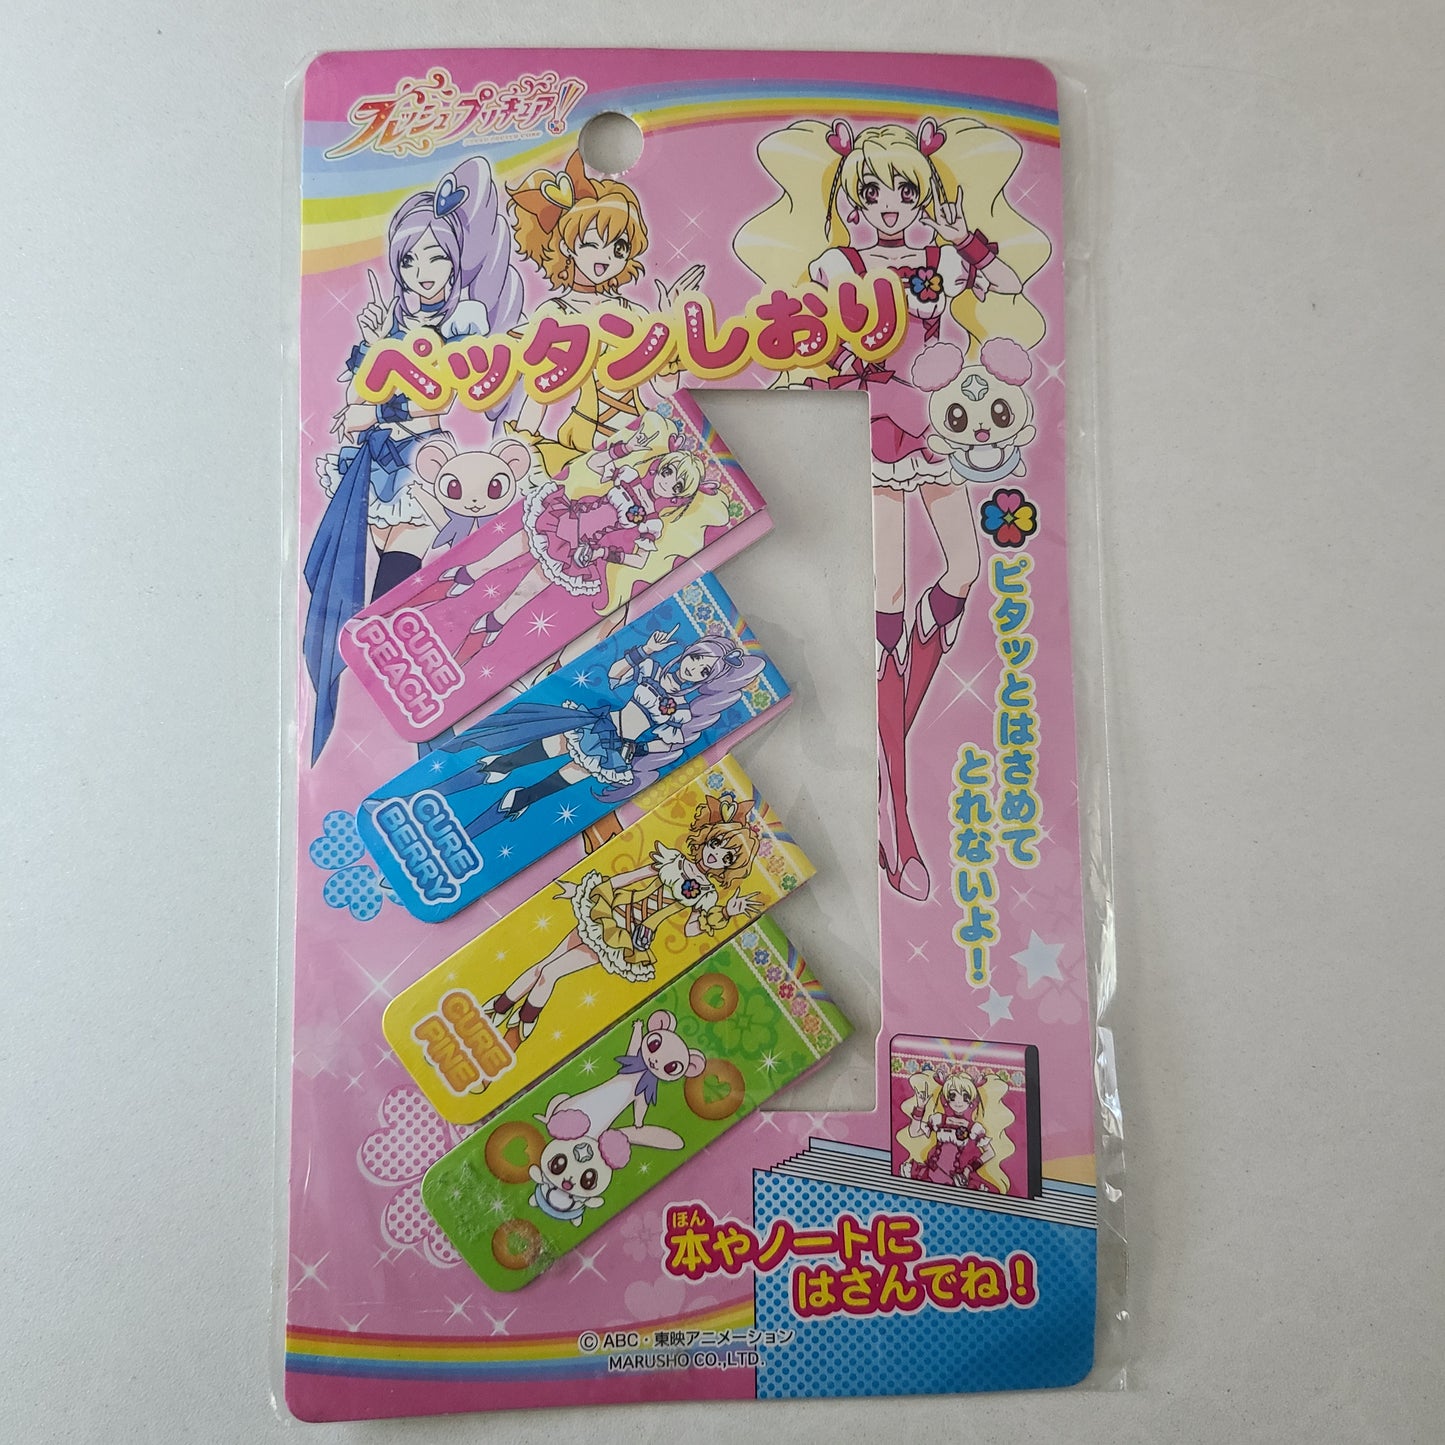 フレッシュプリキュア!
ペッタンしおり
CURE
PEACH
CURE
BERRY
CURE
PINE
ピタッとはさめて
とれないよ!
ほん
本やノートに
はさんでね!
© ABC・東映アニメーション
MARUSHO CO.,LTD.